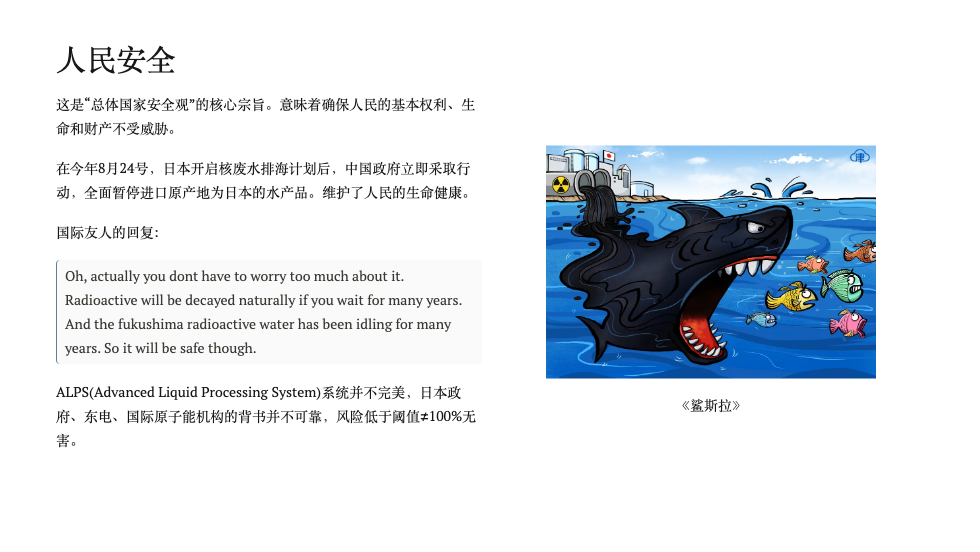 人民安全
这是“总体国家安全观”的核心宗旨。意味着确保人民的基本权利、生
命和财产不受威胁。
在今年8月24号，日本开启核废水排海计划后，中国政府立即采取行
动，全面暂停进口原产地为日本的水产品。维护了人民的生命健康。
国际友人的回复：
Oh, actually you dont have to worry too much about it.
Radioactive will be decayed naturally if you wait for many years.
And the fukushima radioactive water has been idling for many
years. So it will be safe though.
ALPS(Advanced Liquid Processing System)系统并不完美，日本政
府、东电、国际原子能机构的背书并不可靠，风险低于阈值≠100%无
害。
津
《鲨斯拉》